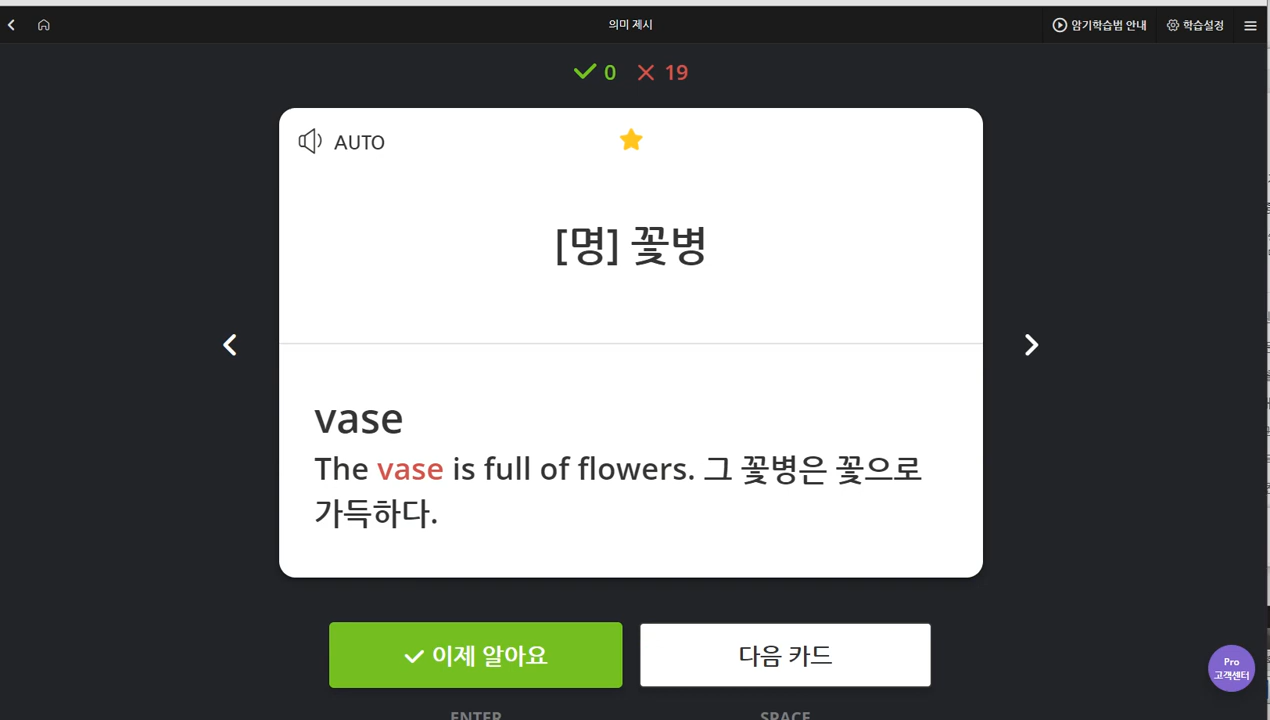 의미 제시
암기학습법 안내
학습설정
0
19
AUTO
[명] 꽃병
vase
The vase is full of flowers. 그 꽃병은 꽃으로
가득하다.
이제 알아요
다음 카드
Pro
고객센터
ENTER
SPACE